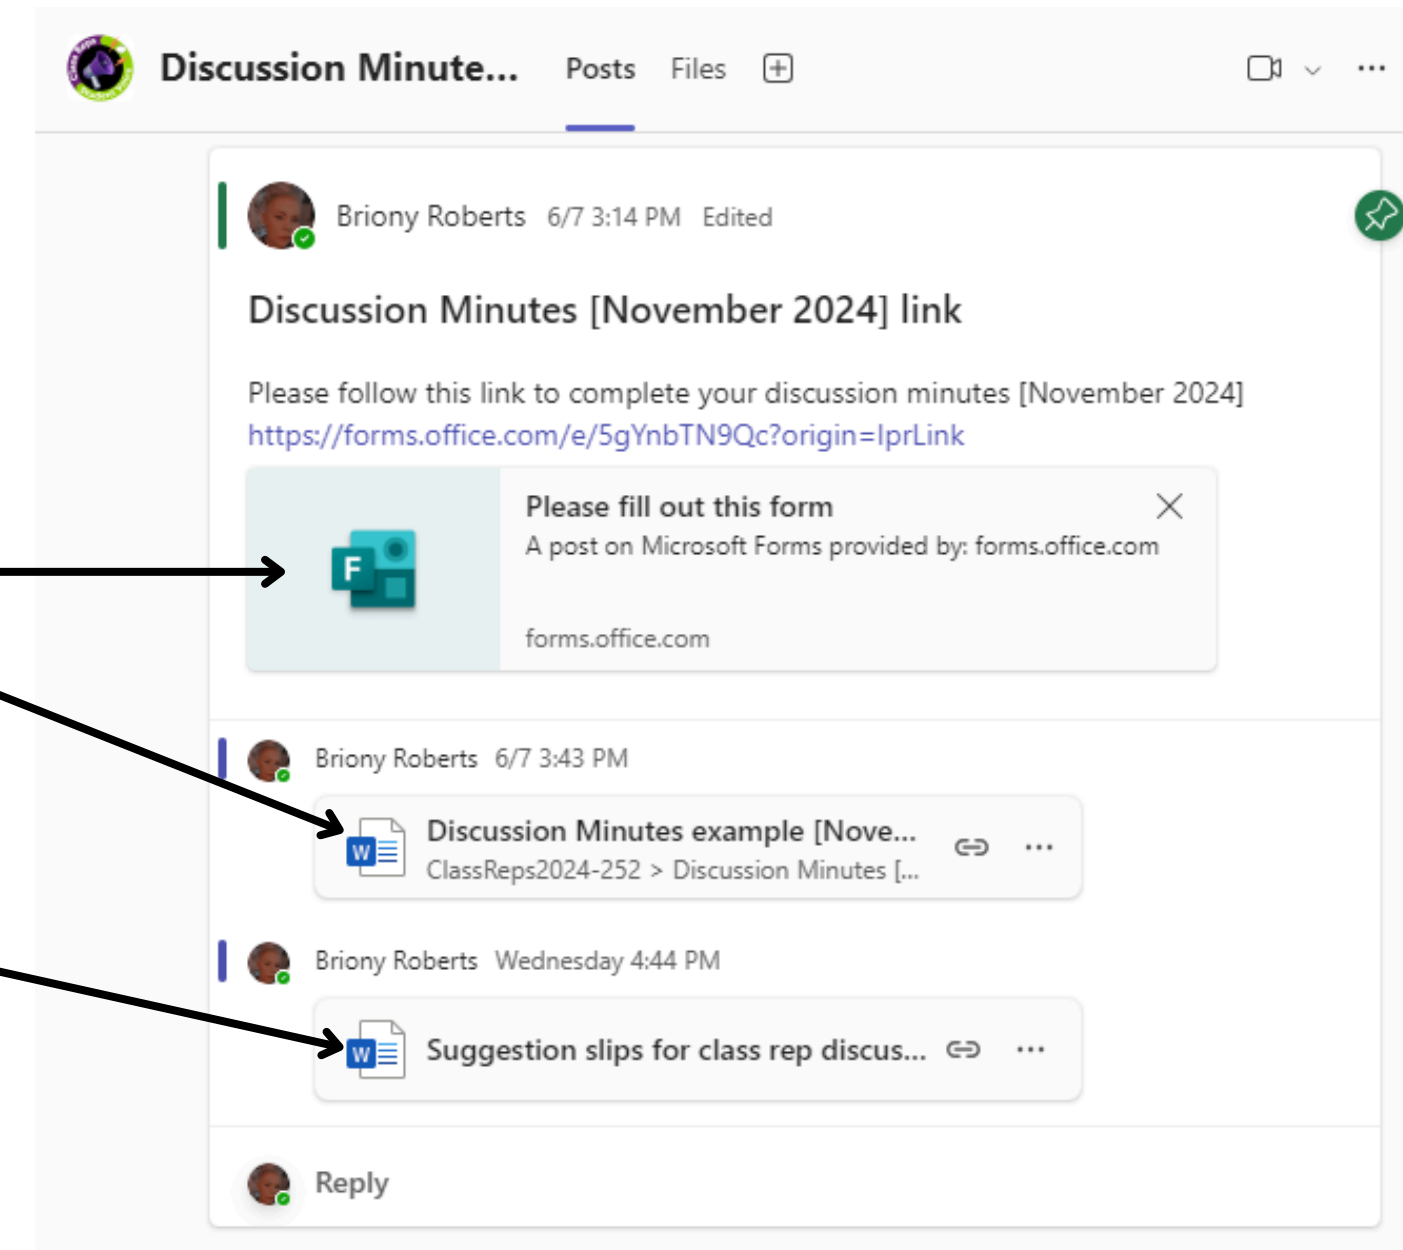 Discussion Minute...
Posts
Files
Briony Roberts 6/7 3:14 PM Edited
Discussion Minutes [November 2024] link
Please follow this link to complete your discussion minutes [November 2024]
https://forms.office.com/e/5gYnbTN9Qc?origin=lprLink
Please fill out this form
A post on Microsoft Forms provided by: forms.office.com
F
forms.office.com
Briony Roberts 6/7 3:43 PM
W
Discussion Minutes example [Nove...
ClassReps2024-252 > Discussion Minutes [...
Briony Roberts Wednesday 4:44 PM
W
Suggestion slips for class rep discus...
Reply